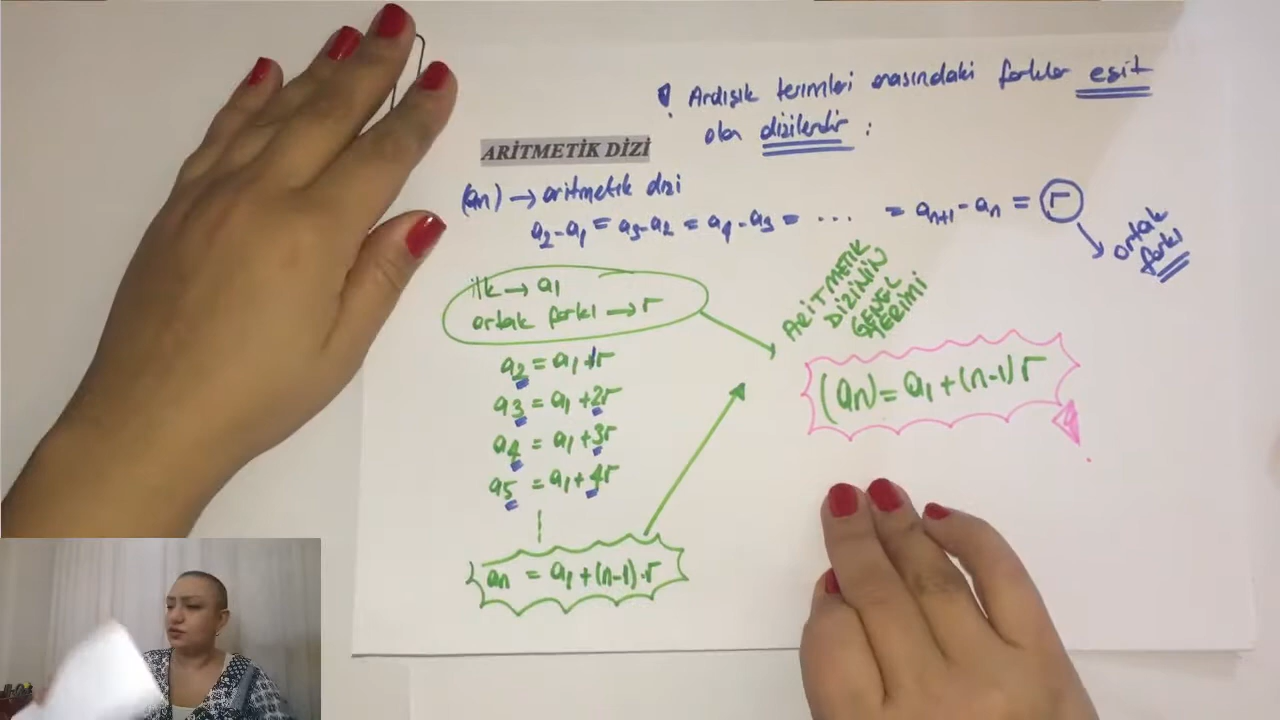 Ardışık terimleri arasındaki farklar eşit
olan dizilerdir :
ARİTMETİK DİZİ
(an) → aritmetik dizi
a2 - a1 = a3 - a2 = a4 - a3 = ... = an+1 - an = r
ortak
farkı
ilk → a1
ortak farkı → r
ARİTMETİK
DİZİNİN
GENEL
TERİMİ
a2 = a1 + r
a3 = a1 + 2r
a4 = a1 + 3r
a5 = a1 + 4r
(an) = a1 + (n-1) r
an = a1 + (n-1) . r